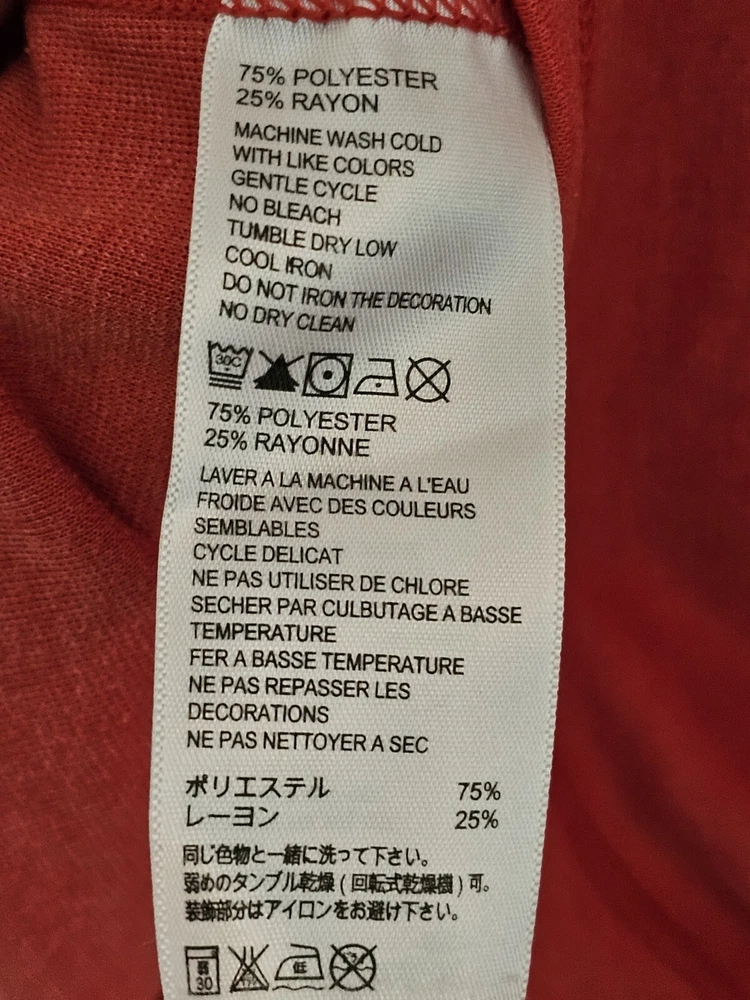 75% POLYESTER
25% RAYON
MACHINE WASH COLD
WITH LIKE COLORS
GENTLE CYCLE
NO BLEACH
TUMBLE DRY LOW
COOL IRON
DO NOT IRON THE DECORATION
NO DRY CLEAN
30C
75% POLYESTER
25% RAYONNE
LAVER A LA MACHINE A L'EAU
FROIDE AVEC DES COULEURS
SEMBLABLES
CYCLE DELICAT
NE PAS UTILISER DE CHLORE
SECHER PAR CULBUTAGE A BASSE
TEMPERATURE
FER A BASSE TEMPERATURE
NE PAS REPASSER LES
DECORATIONS
NE PAS NETTOYER A SEC
ポリエステル 75%
レーヨン 25%
同じ色物と一緒に洗って下さい。
弱めのタンブル乾燥(回転式乾燥樹)可。
装飾部分はアイロンをお避け下さい。
弱 30 低